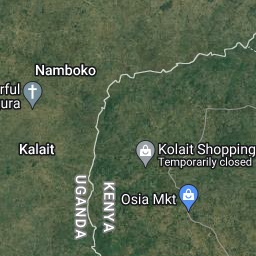 Namboko
rful
ura
Kalait
Kolait Shopping
Temporarily closed
Osia Mkt
UGANDA
KENYA